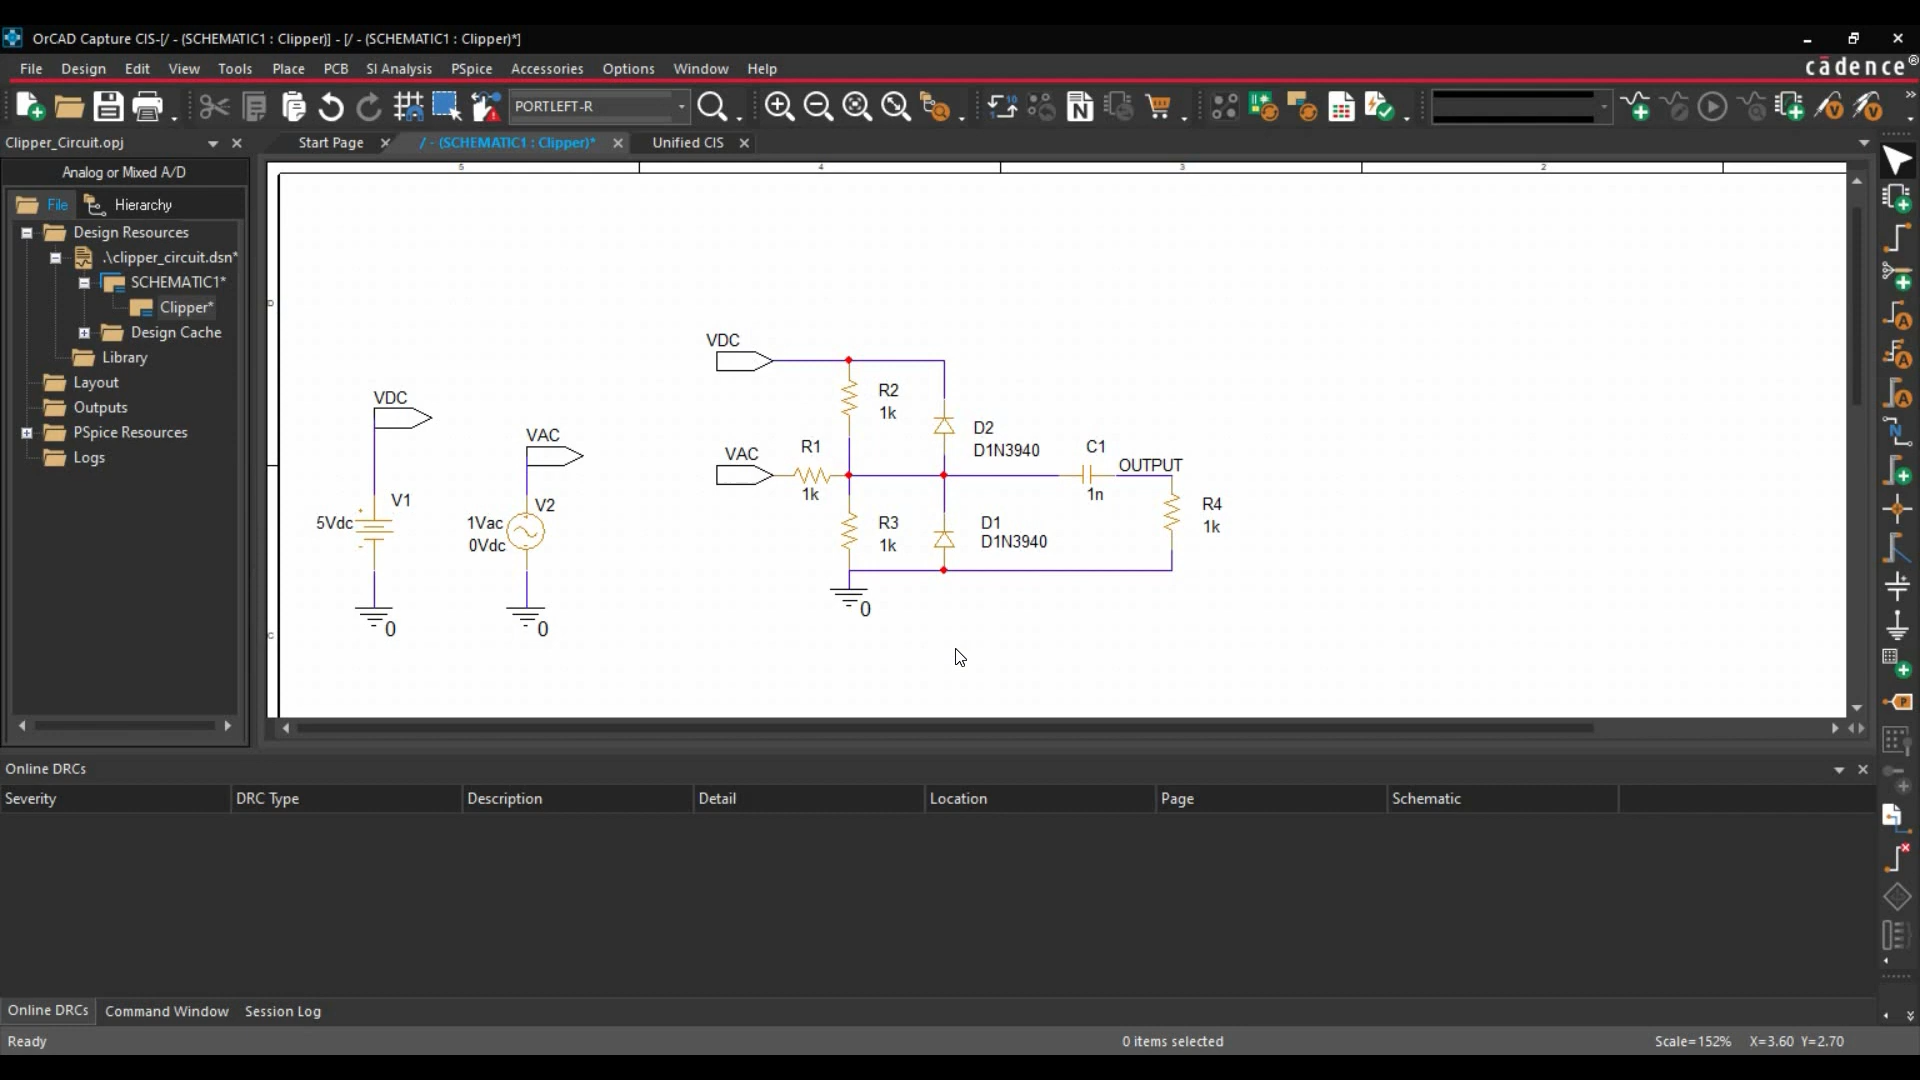 OrCAD Capture CIS-[/ - (SCHEMATIC1 : Clipper)] - [/ - (SCHEMATIC1 : Clipper)*]
File Design Edit View Tools Place PCB SI Analysis PSpice Accessories Options Window Help
cādence®
PORTLEFT-R
Clipper_Circuit.opj
Start Page
/ - (SCHEMATIC1 : Clipper)*
Unified CIS
Analog or Mixed A/D
File
Hierarchy
Design Resources
.\clipper_circuit.dsn*
SCHEMATIC1*
Clipper*
Design Cache
Library
Layout
Outputs
PSpice Resources
Logs
5 4 3 2
D
C
VDC
V1
5Vdc
0
VAC
V2
1Vac
0Vdc
0
VDC
R2
1k
D2
D1N3940
VAC
R1
1k
C1
1n
OUTPUT
R3
1k
D1
D1N3940
R4
1k
0
Online DRCs
Severity DRC Type Description Detail Location Page Schematic
Online DRCs Command Window Session Log
Ready
0 items selected
Scale=152% X=3.60 Y=2.70